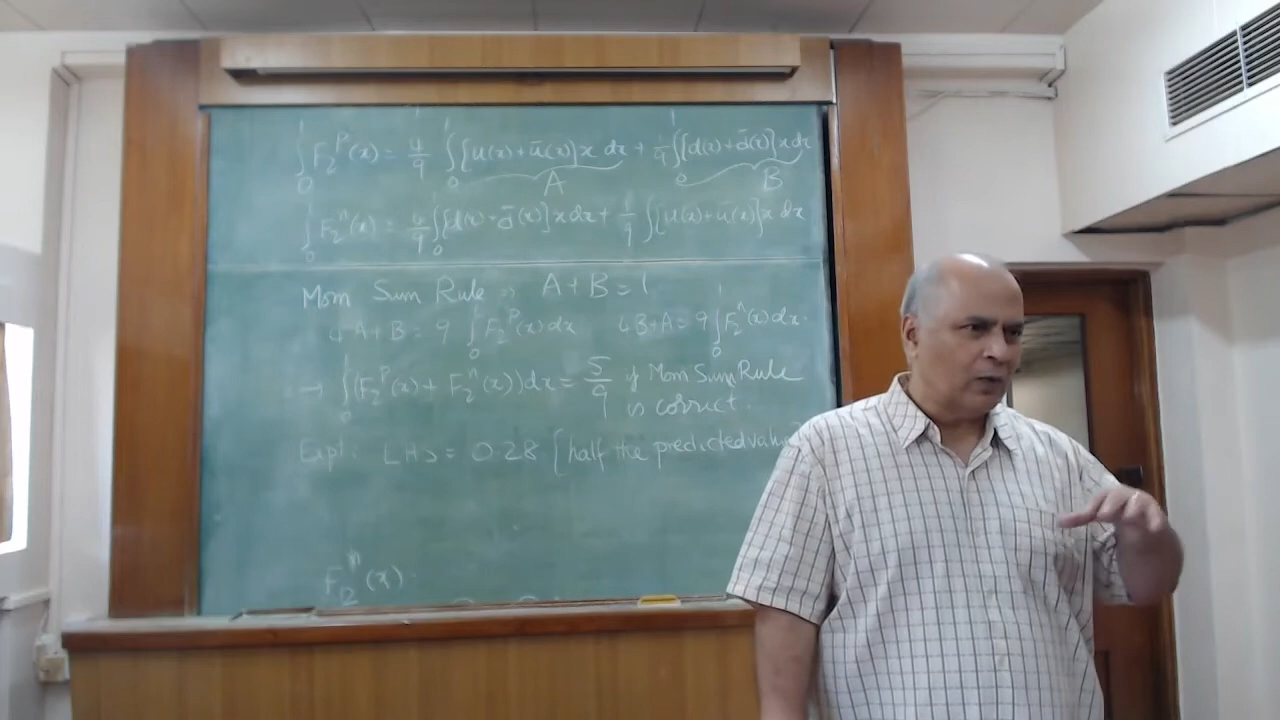 ∫₀¹ F₂ᵖ(x) = 4/9 ∫₀¹ [u(x)+ū(x)]x dx + 1/9 ∫₀¹ [d(x)+d̄(x)]x dx
A B
∫₀¹ F₂ⁿ(x) = 4/9 ∫₀¹ [d(x)+d̄(x)]x dx + 1/9 ∫ [u(x)+ū(x)]x dx
Mom Sum Rule ⇒ A+B=1
4A+B = 9 ∫₀¹ F₂ᵖ(x)dx 4B+A = 9 ∫₀¹ F₂ⁿ(x)dx.
→ ∫₀¹ (F₂ᵖ(x) + F₂ⁿ(x))dx = 5/9 if Mom Sum Rule
is correct.
Expt. LHS = 0.28 [half the predicted value
F₂ⁿ(x).